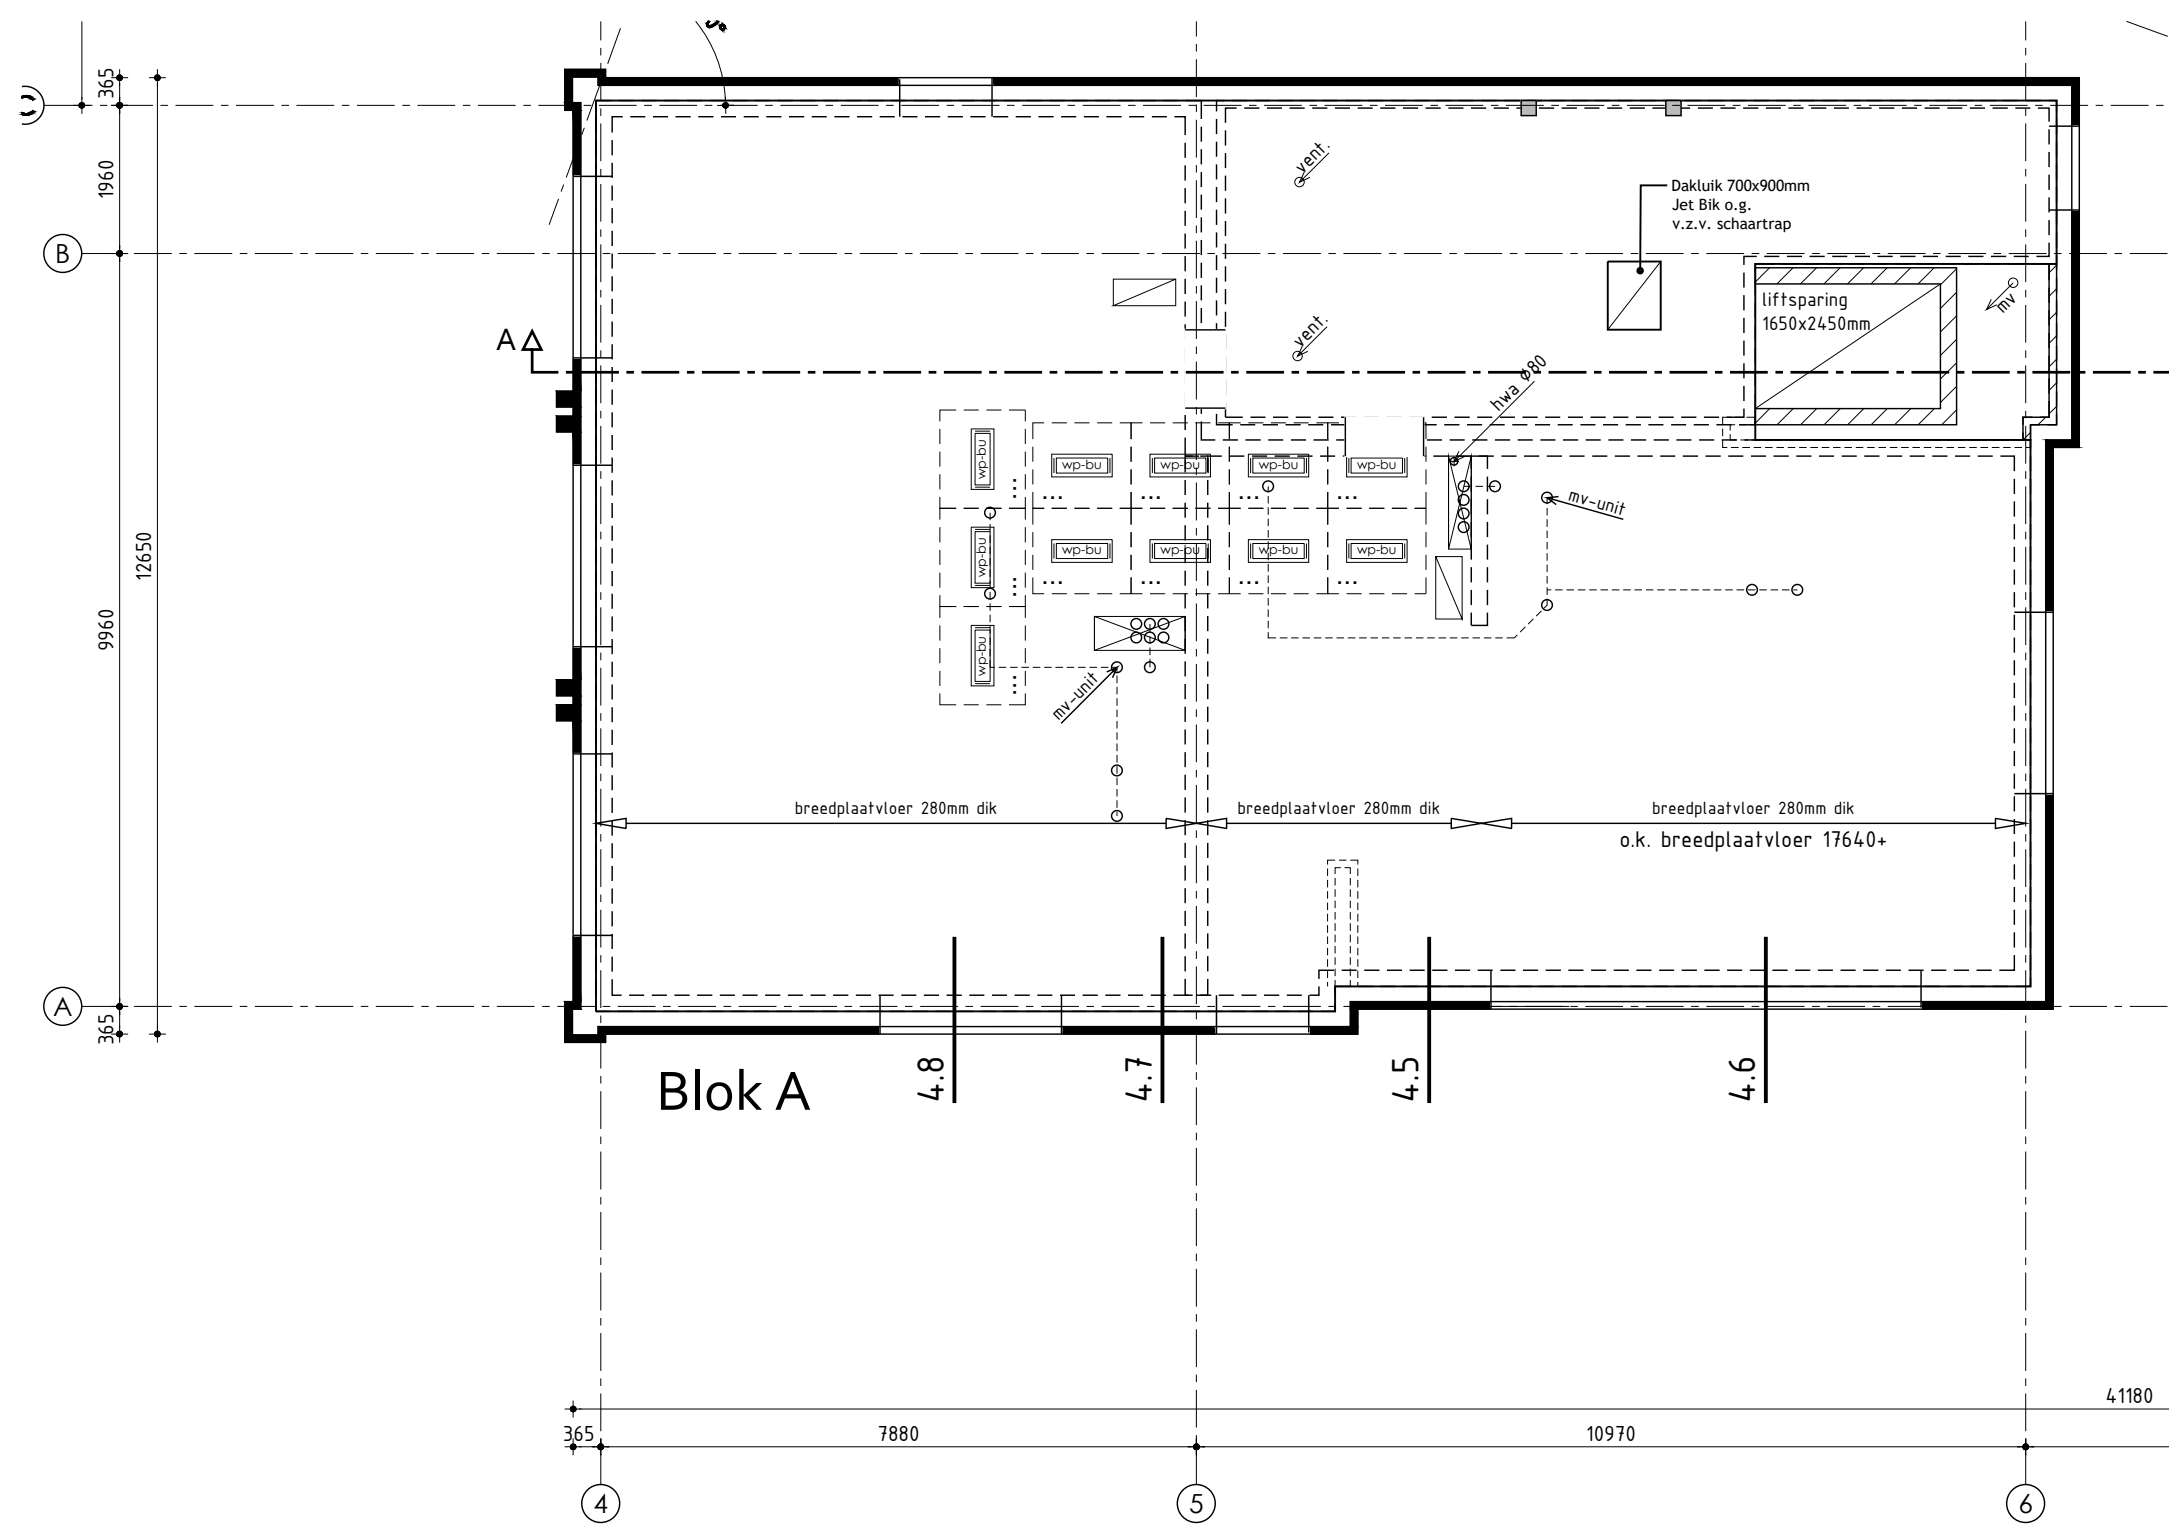 365
C
1960
B
12650
9960
A
365
vent.
vent.
Dakluik 700x900mm
Jet Bik o.g.
v.z.v. schaartrap
liftsparing
1650x2450mm
mv
A
hwa ø80
wp-bu
wp-bu
wp-bu
wp-bu
wp-bu
...
...
...
...
...
mv-unit
wp-bu
wp-bu
wp-bu
wp-bu
wp-bu
...
...
...
...
...
wp-bu
...
mv-unit
breedplaatvloer 280mm dik
breedplaatvloer 280mm dik
breedplaatvloer 280mm dik
o.k. breedplaatvloer 17640+
Blok A
4.8
4.7
4.5
4.6
41180
365
7880
10970
4
5
6